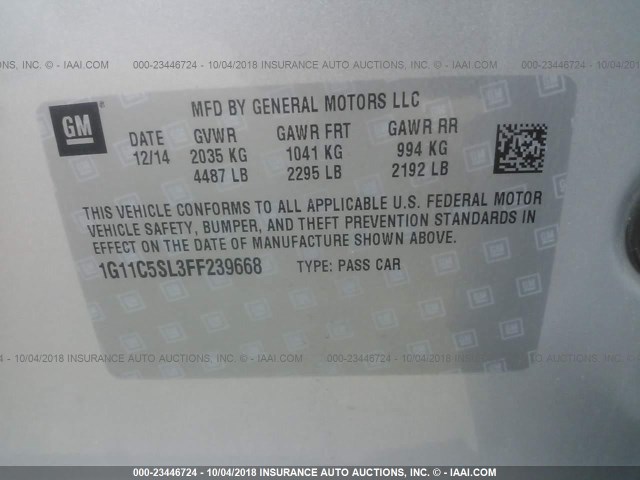 INC. - IAAI.COM 000-23446724 - 10/04/2018 INSURANCE AUTO AUCTIONS, INC. - IAAI.COM 000-23446724
GM ® MFD BY GENERAL MOTORS LLC
DATE GVWR GAWR FRT GAWR RR
12/14 2035 KG 1041 KG 994 KG
4487 LB 2295 LB 2192 LB
THIS VEHICLE CONFORMS TO ALL APPLICABLE U.S. FEDERAL MOTOR
VEHICLE SAFETY, BUMPER, AND THEFT PREVENTION STANDARDS IN
EFFECT ON THE DATE OF MANUFACTURE SHOWN ABOVE.
1G11C5SL3FF239668 TYPE: PASS CAR
- 10/04/2018 INSURANCE AUTO AUCTIONS, INC. - IAAI.COM 000-23446724 - 10/04/2018 INSURANCE AUTO AUCTIONS
000-23446724 - 10/04/2018 INSURANCE AUTO AUCTIONS, INC. - IAAI.COM